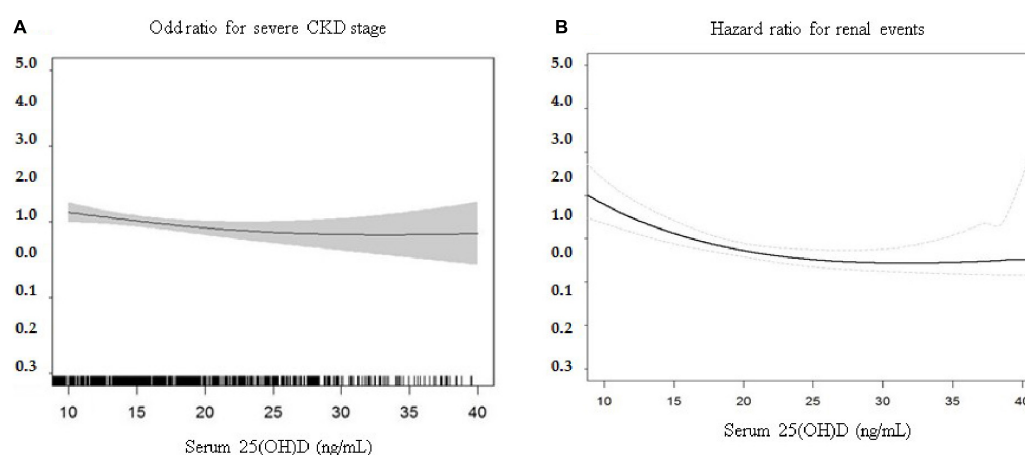 A
Odd ratio for severe CKD stage
5.0
4.0
3.0
2.0
1.0
0.0
0.1
0.2
0.3
10 15 20 25 30 35 40
Serum 25(OH)D (ng/mL)
B
Hazard ratio for renal events
5.0
4.0
3.0
2.0
1.0
0.0
0.1
0.2
0.3
10 15 20 25 30 35 40
Serum 25(OH)D (ng/mL)